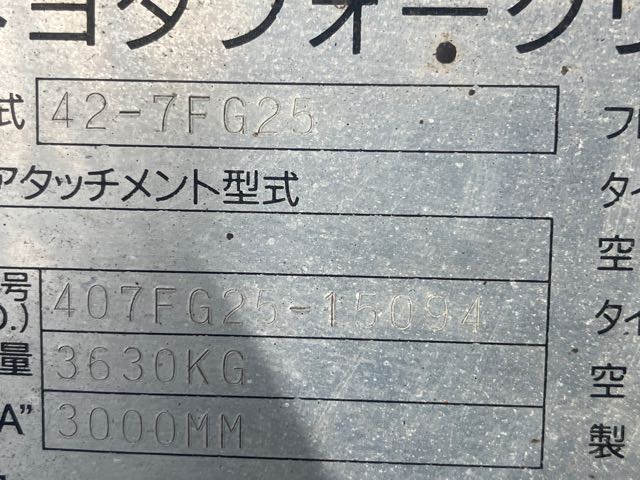 ヨタフォークリ
式 42-7FG25 フ
アタッチメント型式 タイ
空
号
O.) 407FG25-15094 タイ
量 3630KG 空
A" 3000MM 製